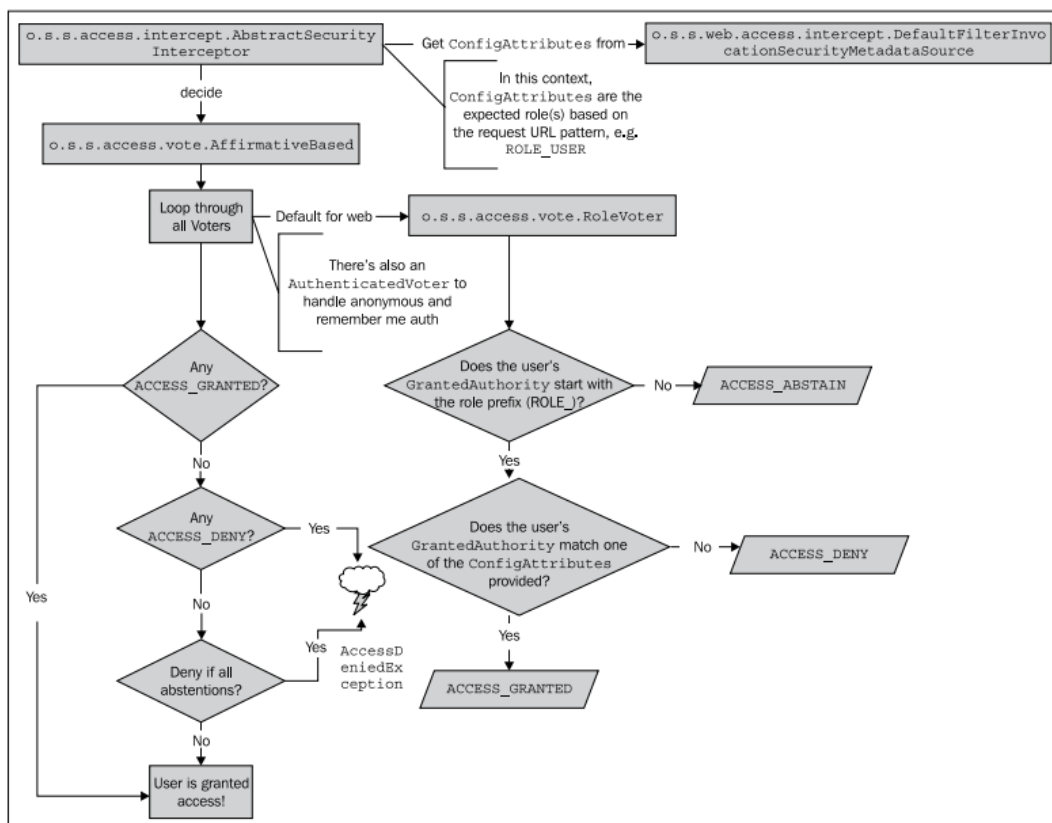 o.s.s.access.intercept.AbstractSecurity
Interceptor
Get ConfigAttributes from
o.s.s.web.access.intercept.DefaultFilterInvo
cationSecurityMetadataSource
In this context,
ConfigAttributes are the
expected role(s) based on
the request URL pattern, e.g.
ROLE_USER
decide
o.s.s.access.vote.AffirmativeBased
Loop through
all Voters
Default for web
o.s.s.access.vote.RoleVoter
There's also an
AuthenticatedVoter to
handle anonymous and
remember me auth
Any
ACCESS_GRANTED?
Does the user's
GrantedAuthority start with
the role prefix (ROLE_)?
No
ACCESS_ABSTAIN
No
Yes
Any
ACCESS_DENY?
Yes
Does the user's
GrantedAuthority match one
of the ConfigAttributes
provided?
No
ACCESS_DENY
Yes
No
Deny if all
abstentions?
Yes
AccessD
eniedEx
ception
Yes
ACCESS_GRANTED
No
User is granted
access!